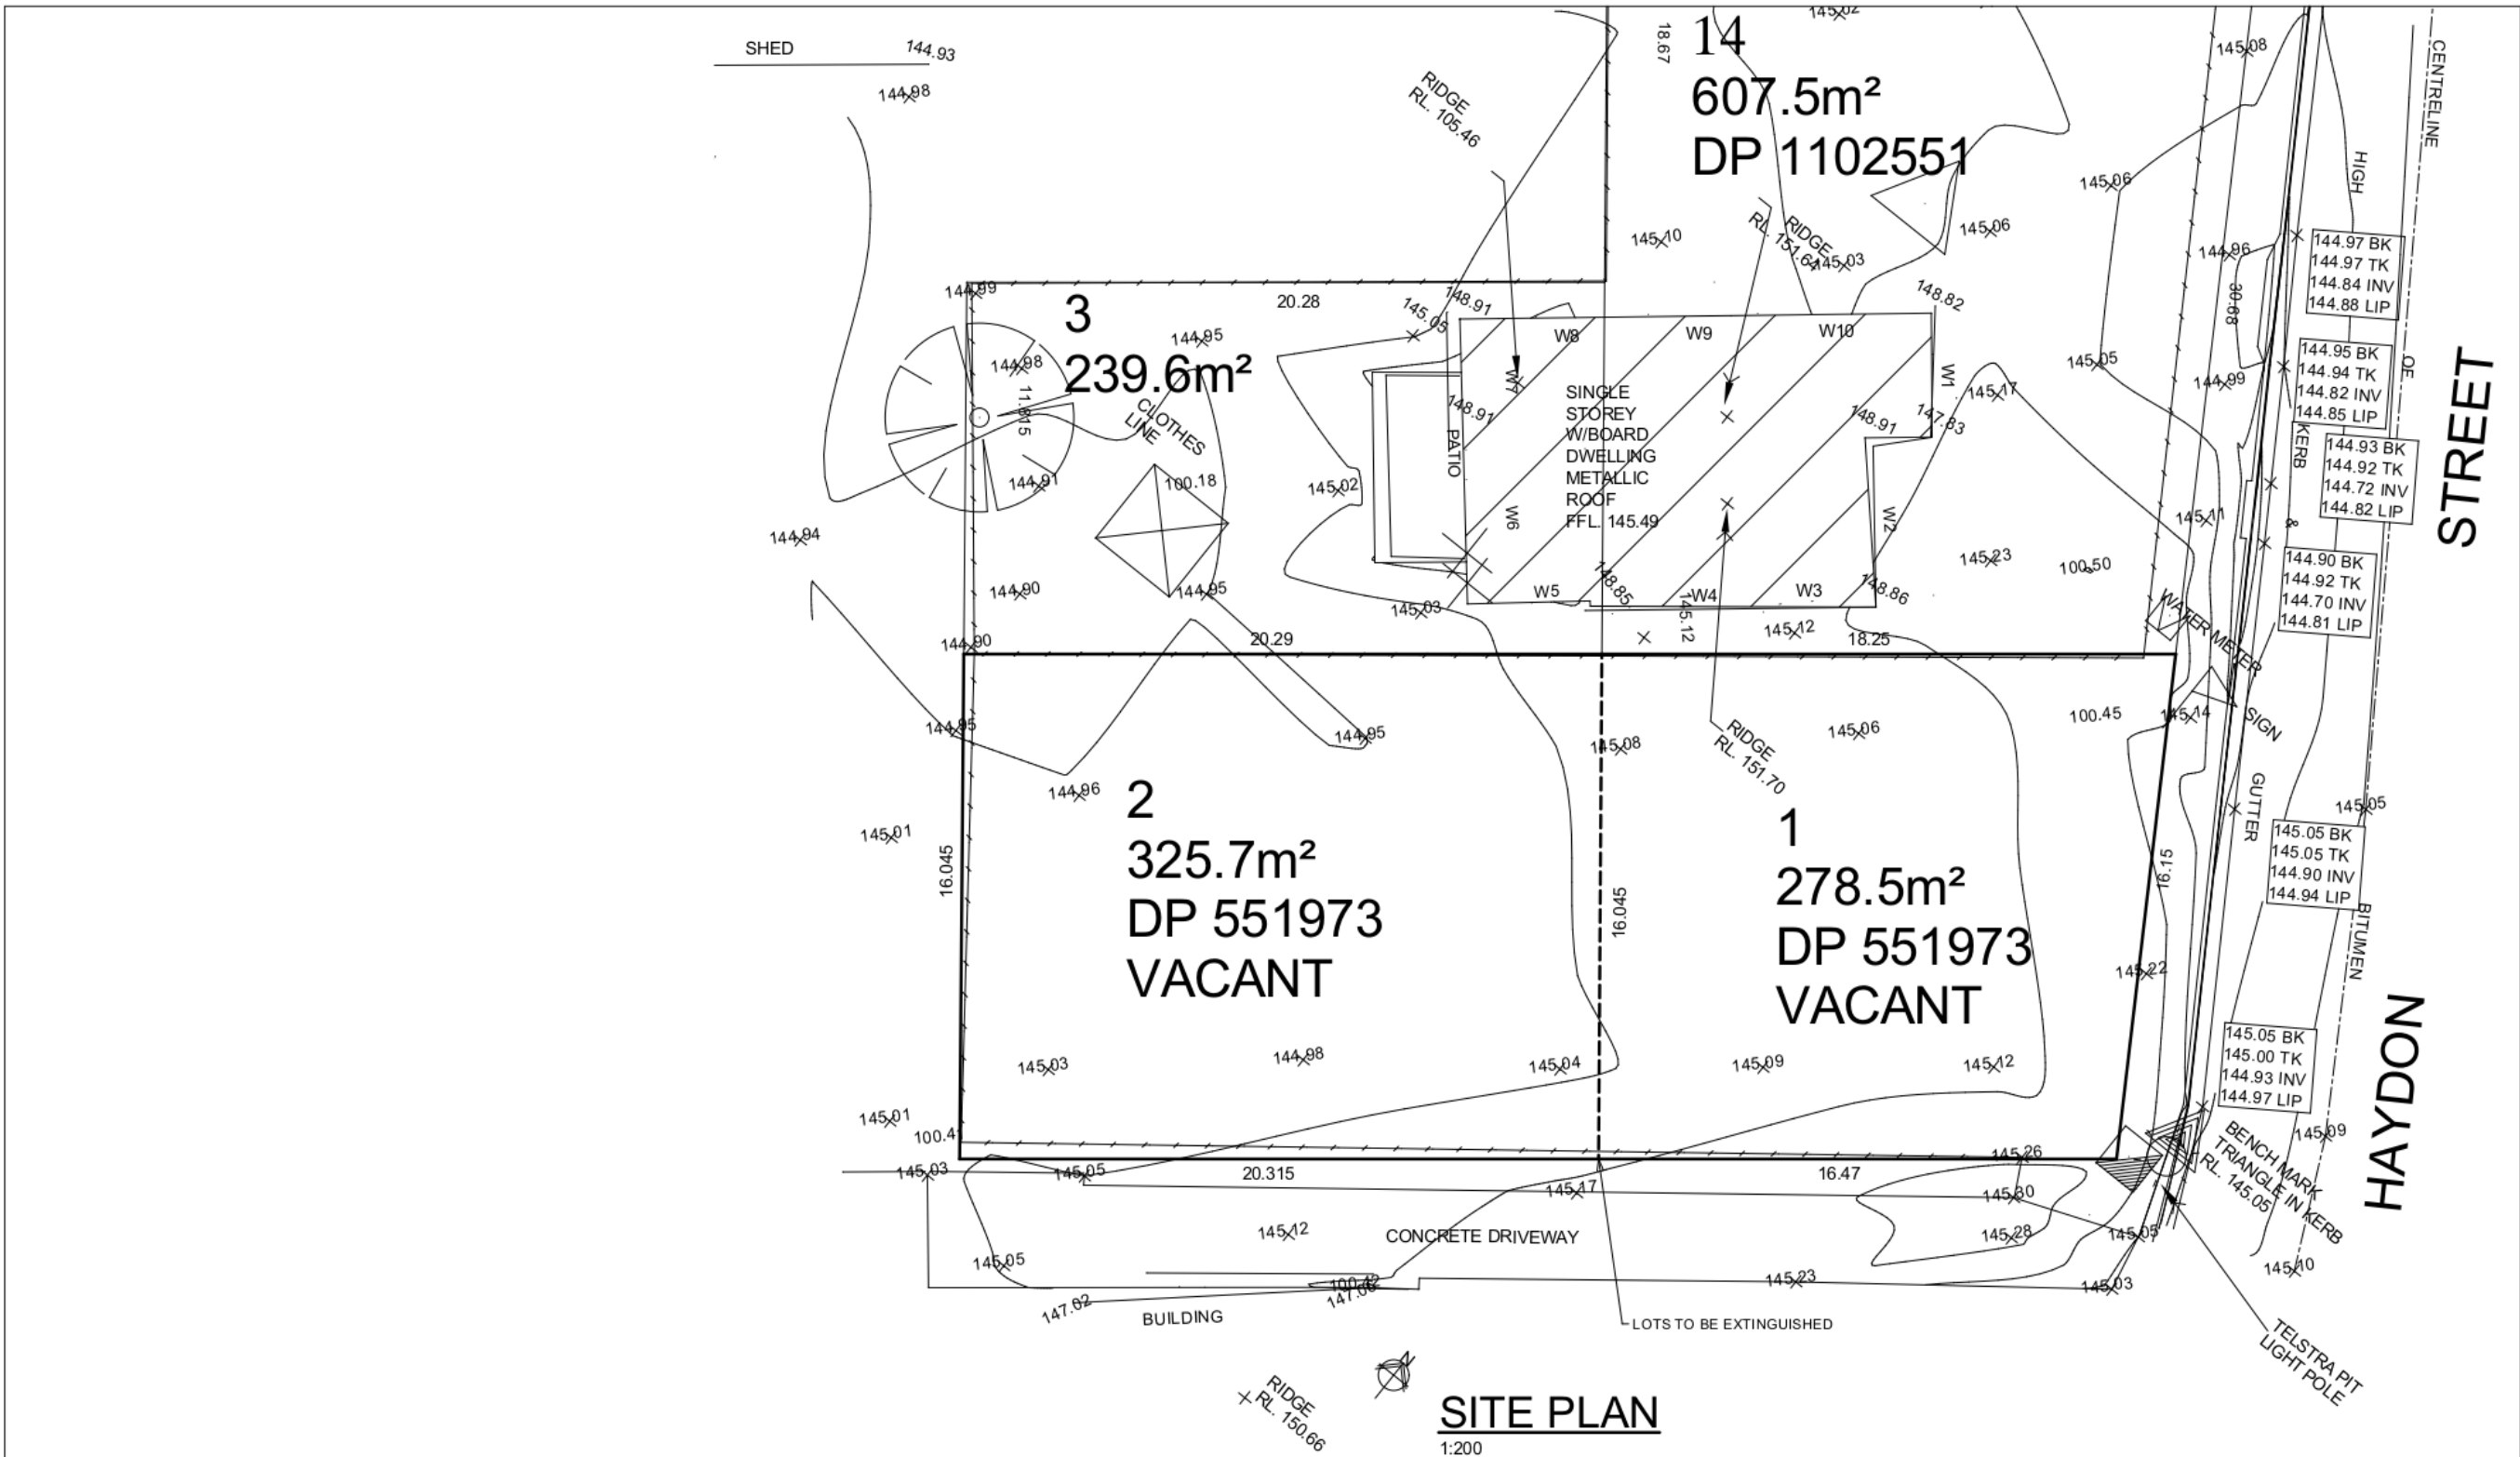 SHED
144.93
144.98
18.67
14
607.5m²
DP 1102551
145.02
145.08
CENTRELINE
RIDGE
RL. 105.46
HIGH
145.06
RIDGE
RL. 151.64
145.10
145.03
145.06
144.96
144.97 BK
144.97 TK
144.84 INV
144.88 LIP
144.99
3
239.6m²
20.28
145.05
148.91
148.82
30.68
144.95
144.98
11.815
CLOTHES
LINE
W8
W9
W10
W7
W1
145.05
144.99
OF
144.95 BK
144.94 TK
144.82 INV
144.85 LIP
STREET
148.91
PATIO
SINGLE
STOREY
W/BOARD
DWELLING
METALLIC
ROOF
FFL. 145.49
148.91
147.83
145.17
KERB
&
144.93 BK
144.92 TK
144.72 INV
144.82 LIP
144.91
100.18
145.02
W6
W2
145.11
144.94
145.23
100.50
144.90 BK
144.92 TK
144.70 INV
144.81 LIP
144.90
144.95
145.03
W5
148.85
W4
W3
148.86
145.12
145.12
WATER METER
144.90
20.29
18.25
144.95
144.95
145.08
RIDGE
RL. 151.70
145.06
100.45
145.14
SIGN
144.96
145.01
2
325.7m²
DP 551973
VACANT
16.045
16.045
1
278.5m²
DP 551973
VACANT
16.15
GUTTER
145.05
145.05 BK
145.05 TK
144.90 INV
144.94 LIP
BITUMEN
145.22
HAYDON
145.03
144.98
145.04
145.09
145.12
145.05 BK
145.00 TK
144.93 INV
144.97 LIP
145.01
100.41
145.26
145.09
BENCH MARK
TRIANGLE IN KERB
RL. 145.05
145.03
145.05
20.315
145.17
16.47
145.30
145.12
CONCRETE DRIVEWAY
145.28
145.05
145.05
145.10
100.42
145.23
145.03
147.02
BUILDING
LOTS TO BE EXTINGUISHED
TELSTRA PIT
LIGHT POLE
N
RIDGE
RL. 150.66
SITE PLAN
1:200